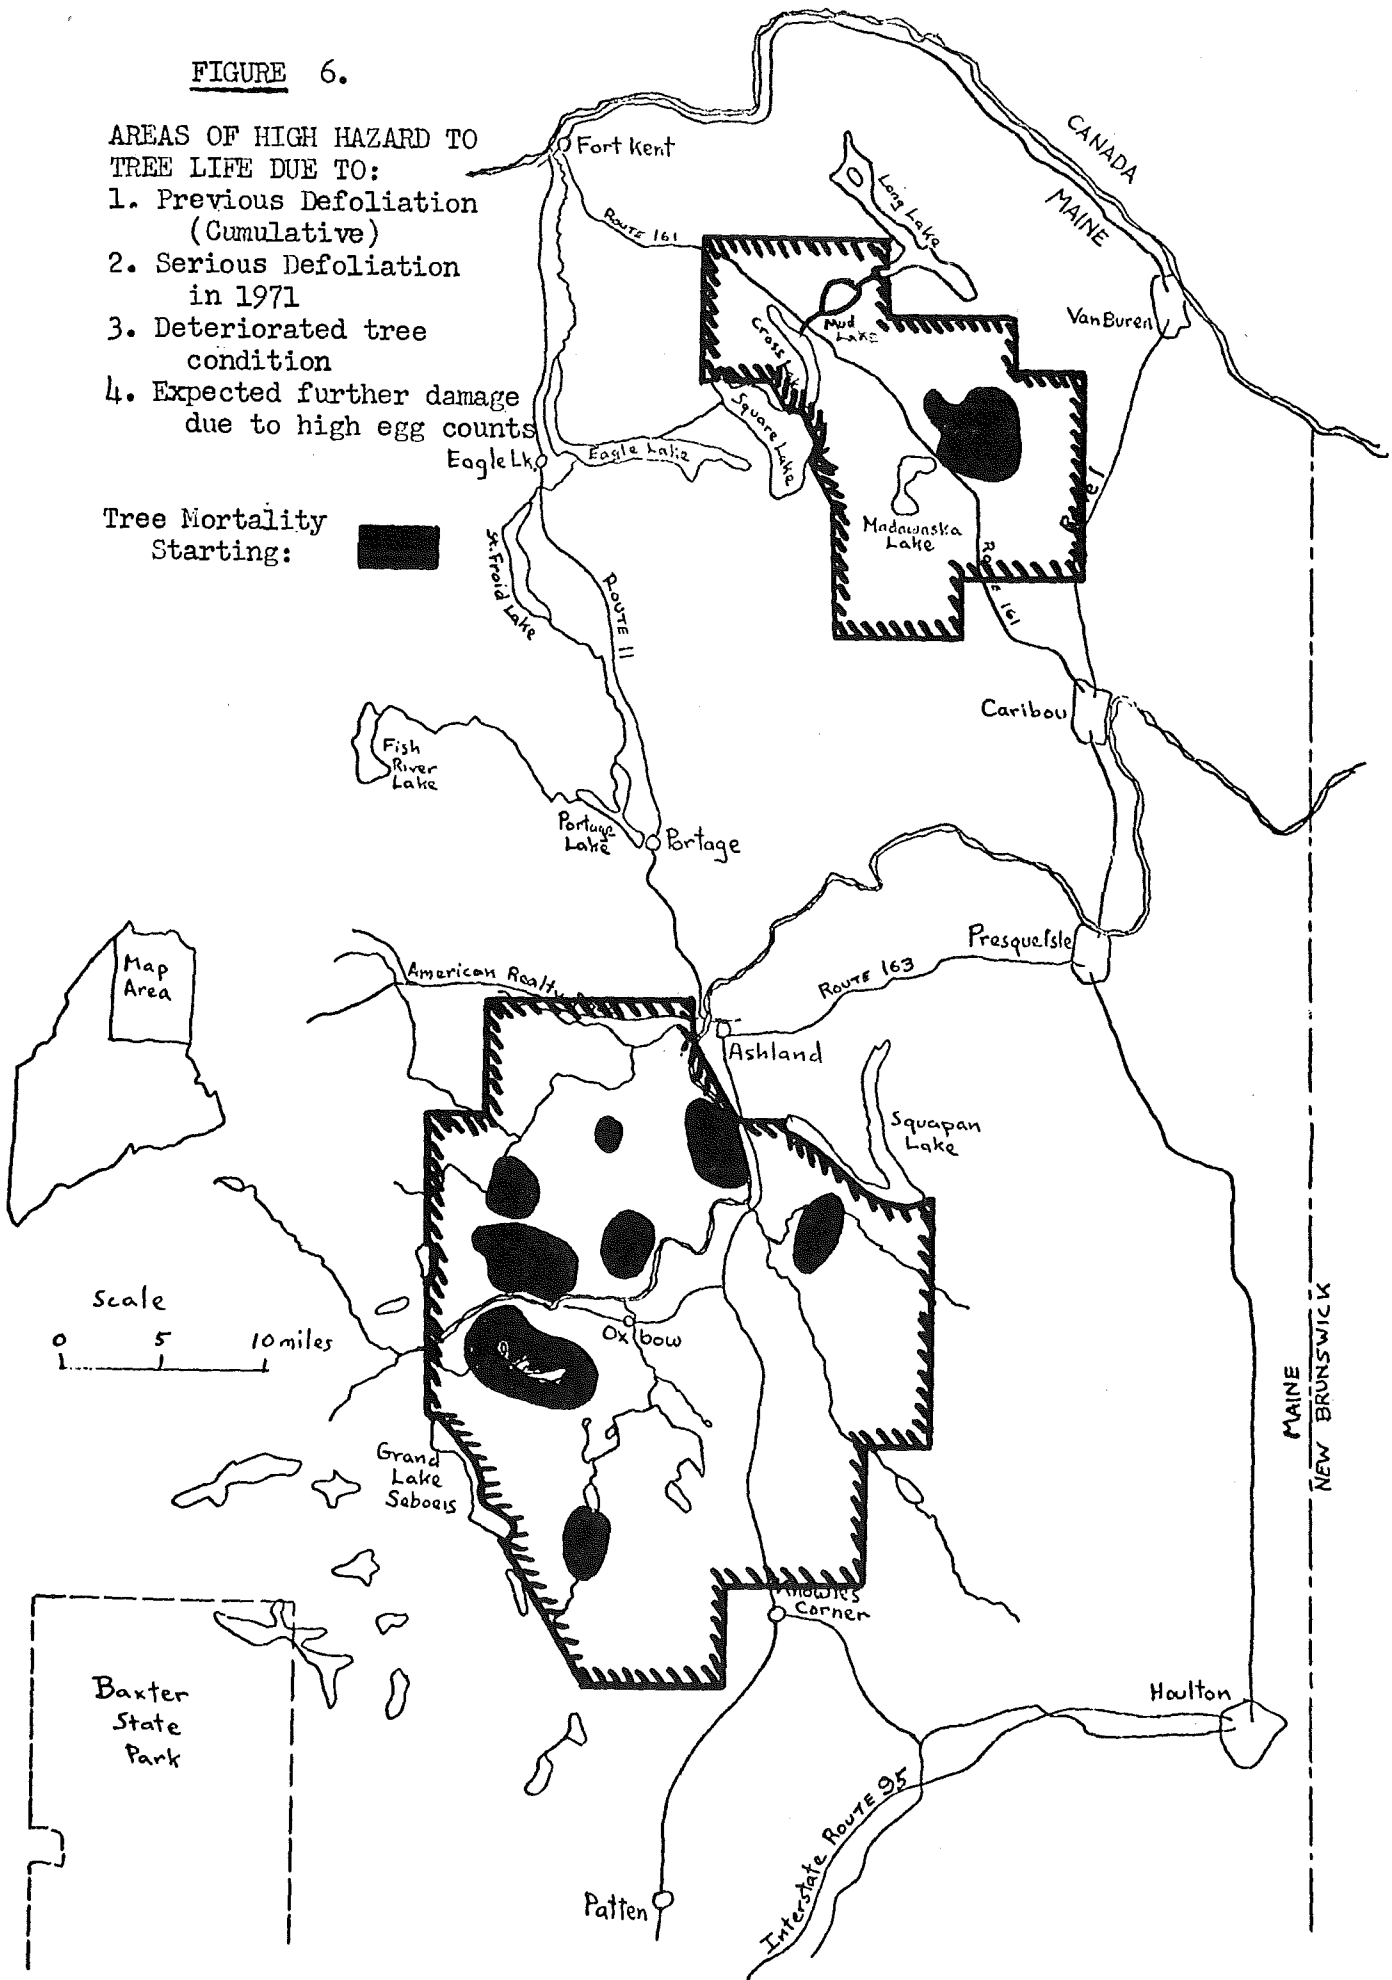 FIGURE 6.
AREAS OF HIGH HAZARD TO
TREE LIFE DUE TO:
1. Previous Defoliation
(Cumulative)
2. Serious Defoliation
in 1971
3. Deteriorated tree
condition
4. Expected further damage
due to high egg counts
Tree Mortality
Starting:
CANADA
MAINE
Fort Kent
Long Lake
ROUTE 161
Van Buren
Mud
Lake
Cross Lake
Square Lake
Eagle Lk.
Eagle Lake
Madawaska
Lake
Route 1
Route 161
St. Froid Lake
ROUTE 11
Caribou
Fish
River
Lake
Portage
Lake
Portage
Presque Isle
ROUTE 163
Map
Area
American Realty
Ashland
Squapan
Lake
Scale
0 5 10 miles
Oxbow
Grand
Lake
Seboeis
MAINE
NEW BRUNSWICK
Knowles
Corner
Baxter
State
Park
Houlton
Interstate ROUTE 95
Patten